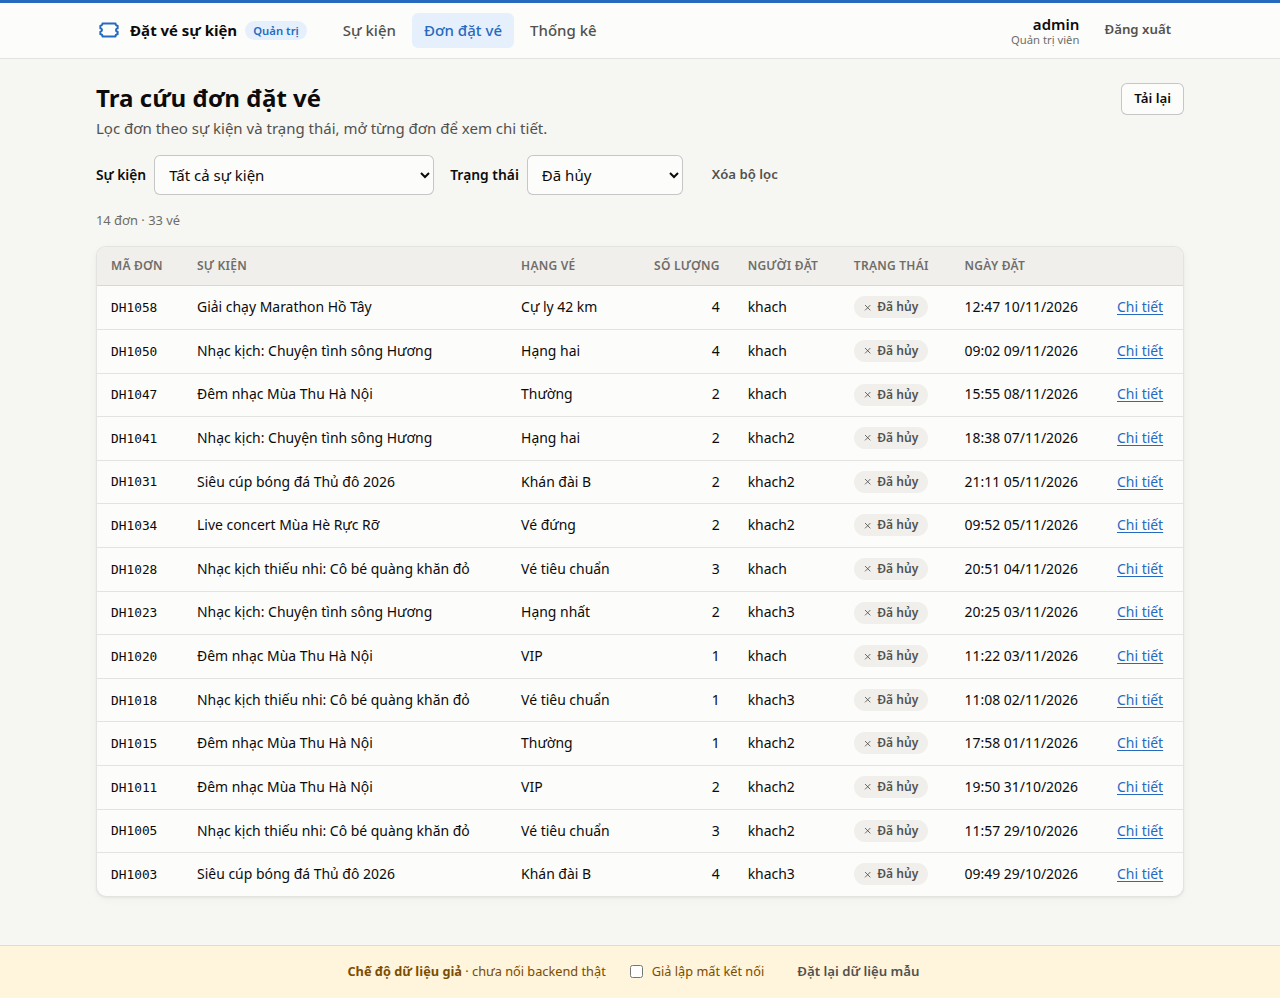 Đặt vé sự kiện Quản trị Sự kiện Đơn đặt vé Thống kê admin Quản trị viên Đăng xuất
Tra cứu đơn đặt vé Tải lại
Lọc đơn theo sự kiện và trạng thái, mở từng đơn để xem chi tiết.
Sự kiện Tất cả sự kiện Trạng thái Đã hủy Xóa bộ lọc
14 đơn · 33 vé
MÃ ĐƠN SỰ KIỆN HẠNG VÉ SỐ LƯỢNG NGƯỜI ĐẶT TRẠNG THÁI NGÀY ĐẶT
DH1058 Giải chạy Marathon Hồ Tây Cự ly 42 km 4 khach × Đã hủy 12:47 10/11/2026 Chi tiết
DH1050 Nhạc kịch: Chuyện tình sông Hương Hạng hai 4 khach × Đã hủy 09:02 09/11/2026 Chi tiết
DH1047 Đêm nhạc Mùa Thu Hà Nội Thường 2 khach × Đã hủy 15:55 08/11/2026 Chi tiết
DH1041 Nhạc kịch: Chuyện tình sông Hương Hạng hai 2 khach2 × Đã hủy 18:38 07/11/2026 Chi tiết
DH1031 Siêu cúp bóng đá Thủ đô 2026 Khán đài B 2 khach2 × Đã hủy 21:11 05/11/2026 Chi tiết
DH1034 Live concert Mùa Hè Rực Rỡ Vé đứng 2 khach2 × Đã hủy 09:52 05/11/2026 Chi tiết
DH1028 Nhạc kịch thiếu nhi: Cô bé quàng khăn đỏ Vé tiêu chuẩn 3 khach × Đã hủy 20:51 04/11/2026 Chi tiết
DH1023 Nhạc kịch: Chuyện tình sông Hương Hạng nhất 2 khach3 × Đã hủy 20:25 03/11/2026 Chi tiết
DH1020 Đêm nhạc Mùa Thu Hà Nội VIP 1 khach × Đã hủy 11:22 03/11/2026 Chi tiết
DH1018 Nhạc kịch thiếu nhi: Cô bé quàng khăn đỏ Vé tiêu chuẩn 1 khach3 × Đã hủy 11:08 02/11/2026 Chi tiết
DH1015 Đêm nhạc Mùa Thu Hà Nội Thường 1 khach2 × Đã hủy 17:58 01/11/2026 Chi tiết
DH1011 Đêm nhạc Mùa Thu Hà Nội VIP 2 khach2 × Đã hủy 19:50 31/10/2026 Chi tiết
DH1005 Nhạc kịch thiếu nhi: Cô bé quàng khăn đỏ Vé tiêu chuẩn 3 khach2 × Đã hủy 11:57 29/10/2026 Chi tiết
DH1003 Siêu cúp bóng đá Thủ đô 2026 Khán đài B 4 khach3 × Đã hủy 09:49 29/10/2026 Chi tiết
Chế độ dữ liệu giả · chưa nối backend thật Giả lập mất kết nối Đặt lại dữ liệu mẫu